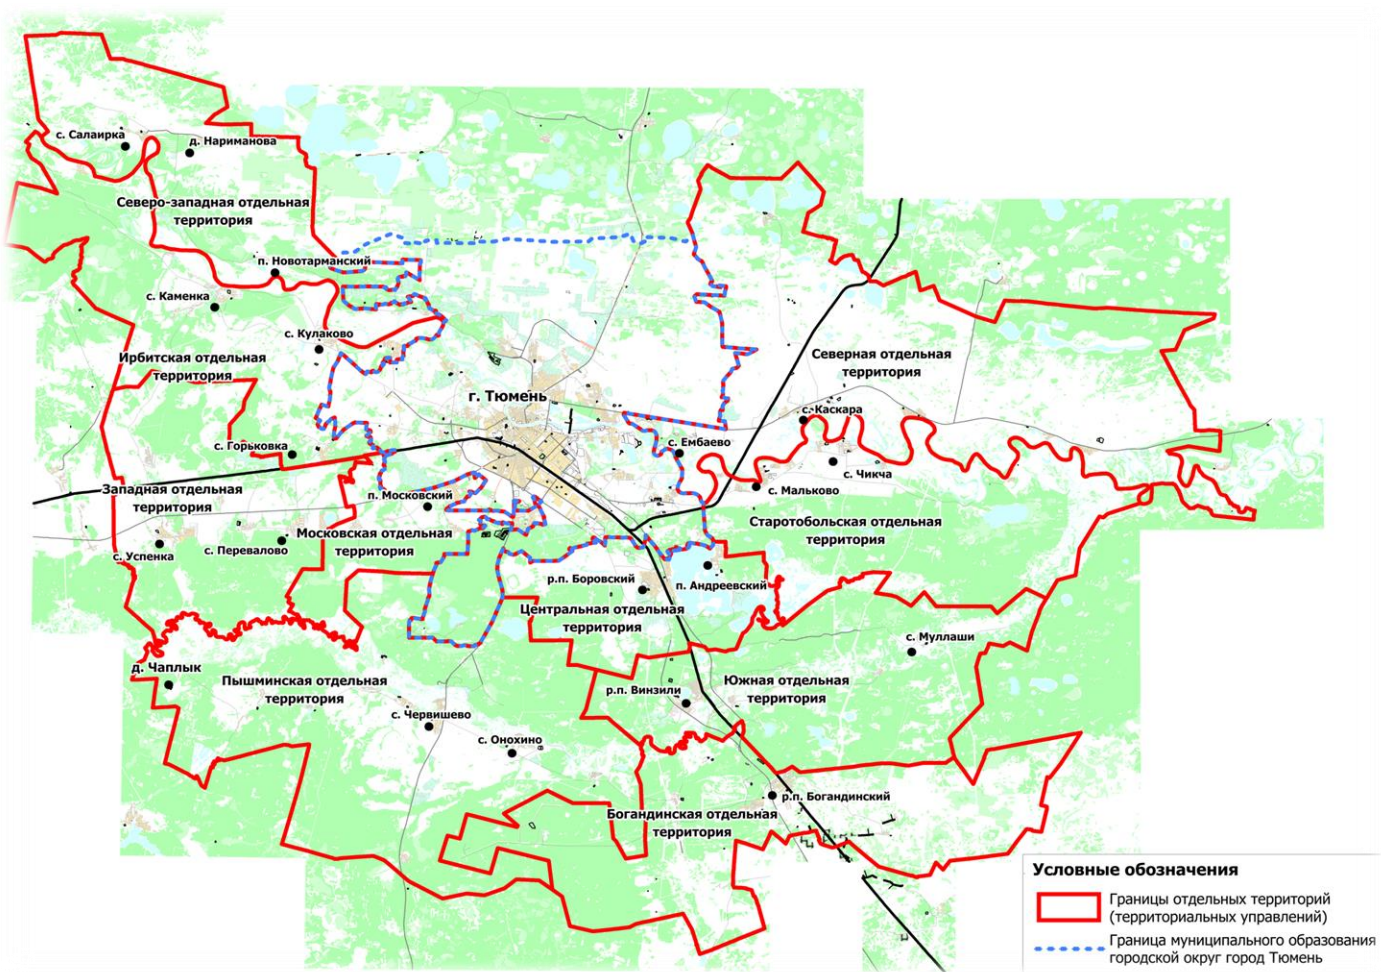 с. Салаирка
д. Нариманова
Северо-западная отдельная
территория
п. Новотарманский
с. Каменка
с. Кулаково
Ирбитская отдельная
территория
Северная отдельная
территория
г. Тюмень
с. Каскара
с. Ембаево
с. Горьковка
с. Чикча
с. Мальково
Западная отдельная
территория
п. Московский
Старотобольская отдельная
территория
Московская отдельная
территория
с. Успенка
с. Перевалово
р.п. Боровский
п. Андреевский
Центральная отдельная
территория
с. Муллаши
д. Чаплык
Пышминская отдельная
территория
Южная отдельная
территория
р.п. Винзили
с. Червишево
с. Онохино
р.п. Богандинский
Богандинская отдельная
территория
Условные обозначения
Границы отдельных территорий
(территориальных управлений)
Граница муниципального образования
городской округ город Тюмень